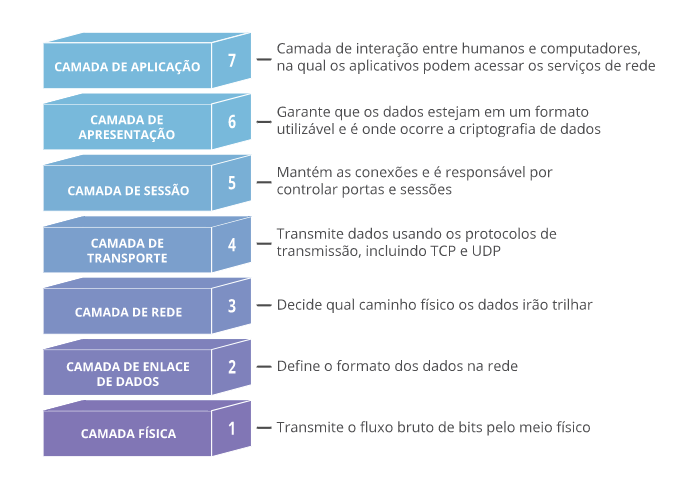 CAMADA DE APLICAÇÃO
7
Camada de interação entre humanos e computadores,
na qual os aplicativos podem acessar os serviços de rede
CAMADA DE
APRESENTAÇÃO
6
Garante que os dados estejam em um formato
utilizável e é onde ocorre a criptografia de dados
CAMADA DE SESSÃO
5
Mantém as conexões e é responsável por
controlar portas e sessões
CAMADA DE
TRANSPORTE
4
Transmite dados usando os protocolos de
transmissão, incluindo TCP e UDP
CAMADA DE REDE
3
Decide qual caminho físico os dados irão trilhar
CAMADA DE ENLACE
DE DADOS
2
Define o formato dos dados na rede
CAMADA FÍSICA
1
Transmite o fluxo bruto de bits pelo meio físico